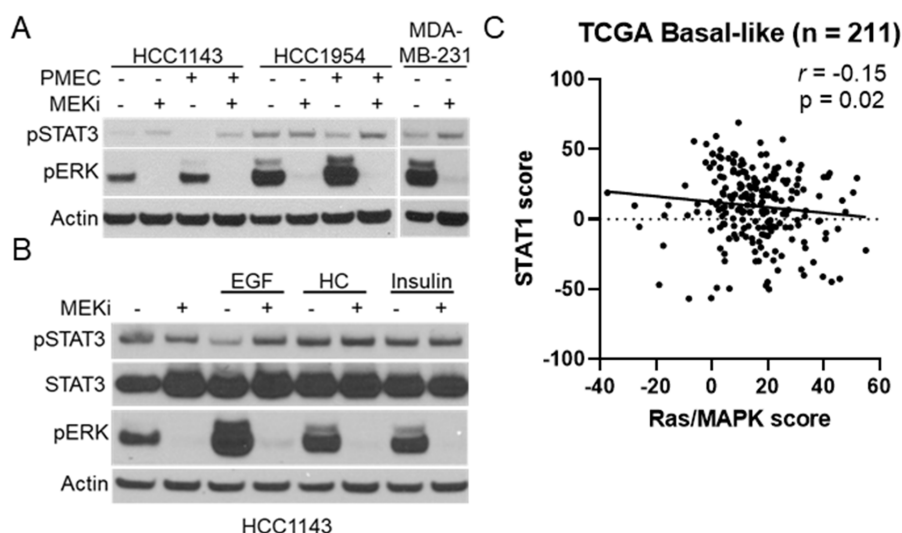 A
MDA-
HCC1143 HCC1954 MB-231
PMEC - - + + - - + +
MEKi - + - + - + - + - +
pSTAT3
pERK
Actin
B
EGF HC Insulin
MEKi - + - + - + - +
pSTAT3
STAT3
pERK
Actin
HCC1143
C
TCGA Basal-like (n = 211)
r = -0.15
p = 0.02
100
50
0
-50
-100
STAT1 score
-40 -20 0 20 40 60
Ras/MAPK score